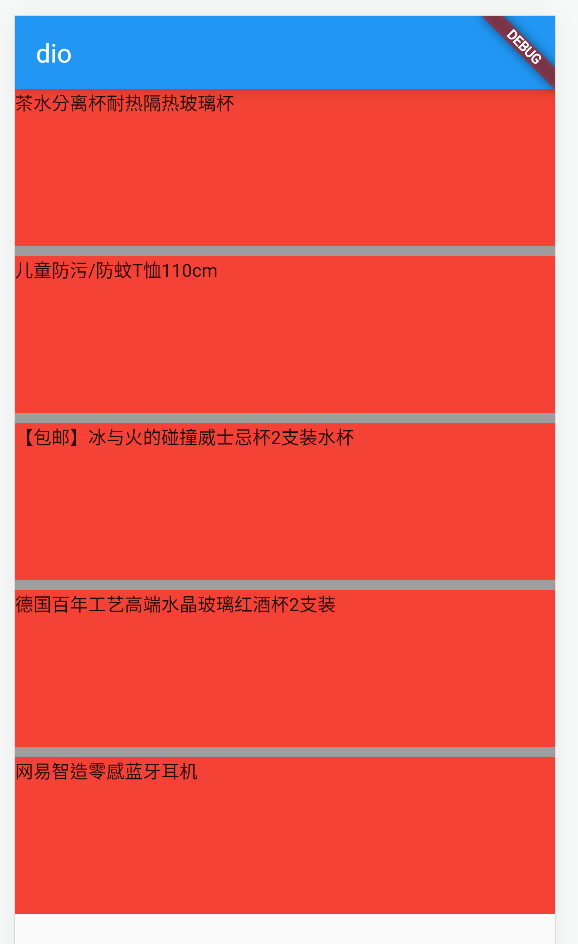 dio
DEBUG
茶水分离杯耐热隔热玻璃杯
儿童防污/防蚊T恤110cm
【包邮】冰与火的碰撞威士忌杯2支装水杯
德国百年工艺高端水晶玻璃红酒杯2支装
网易智造零感蓝牙耳机